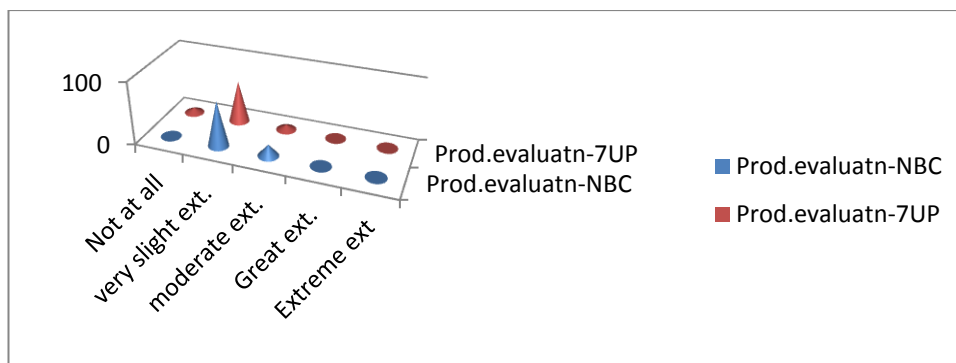 100
0
Not at all
very slight ext.
moderate ext.
Great ext.
Extreme ext
Prod.evaluatn-7UP
Prod.evaluatn-NBC
Prod.evaluatn-NBC
Prod.evaluatn-7UP